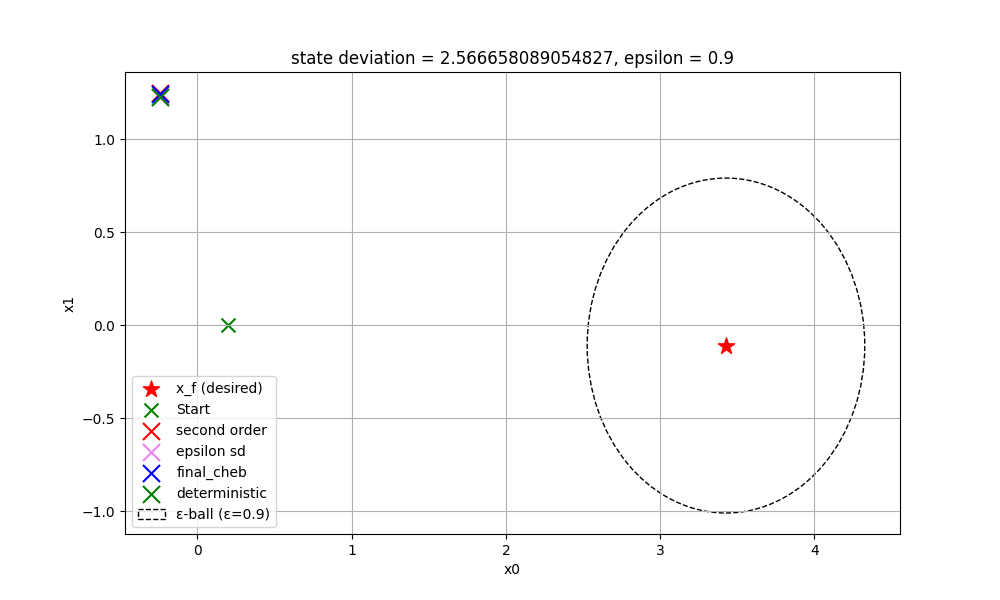 state deviation = 2.566658089054827, epsilon = 0.9
x1
1.0
0.5
0.0
−0.5
−1.0
x_f (desired)
Start
second order
epsilon sd
final_cheb
deterministic
ε-ball (ε=0.9)
0 1 2 3 4
x0